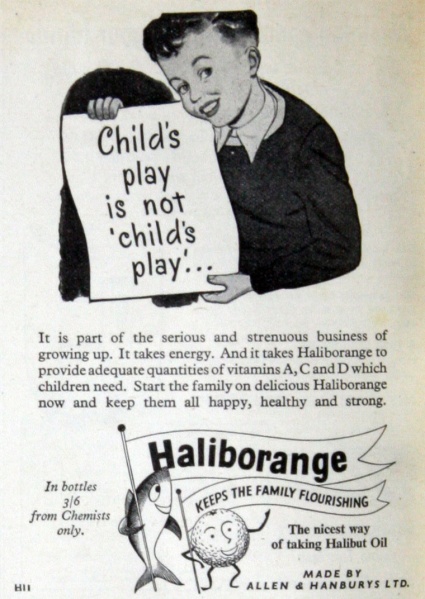 Child's
play
is not
'child's
play'...
It is part of the serious and strenuous business of
growing up. It takes energy. And it takes Haliborange to
provide adequate quantities of vitamins A, C and D which
children need. Start the family on delicious Haliborange
now and keep them all happy, healthy and strong.
Haliborange
KEEPS THE FAMILY FLOURISHING
In bottles
3/6
from Chemists
only.
The nicest way
of taking Halibut Oil
MADE BY
ALLEN & HANBURYS LTD.
H11